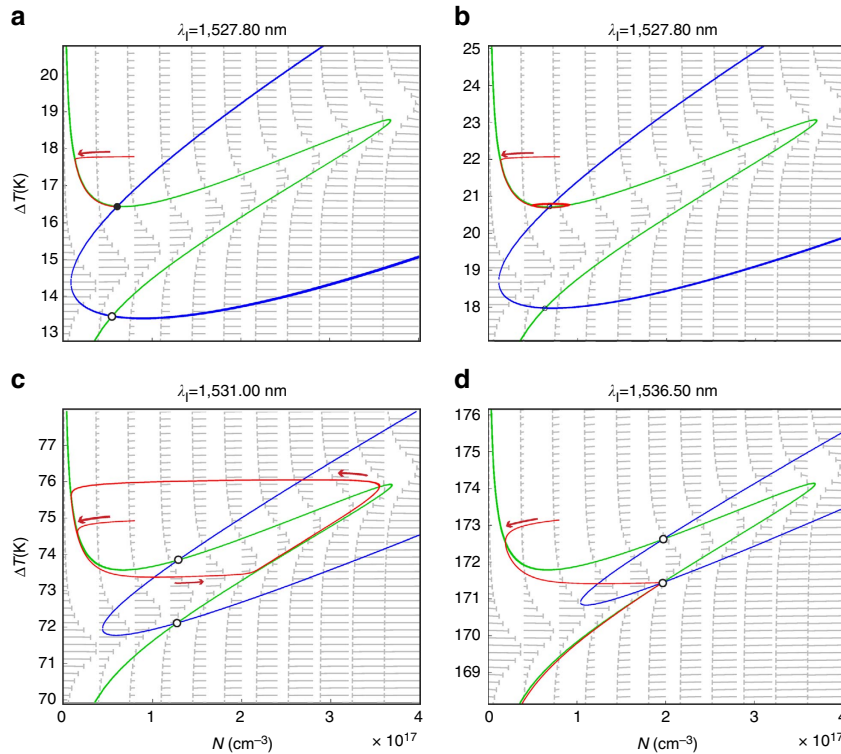 a
λI=1,527.80 nm
ΔT(K)
20
19
18
17
16
15
14
13
b
λI=1,527.80 nm
25
24
23
22
21
20
19
18
c
λI=1,531.00 nm
ΔT(K)
77
76
75
74
73
72
71
70
0 1 2 3 4
N (cm−3) × 10 17
d
λI=1,536.50 nm
176
175
174
173
172
171
170
169
0 1 2 3 4
N (cm−3) × 10 17